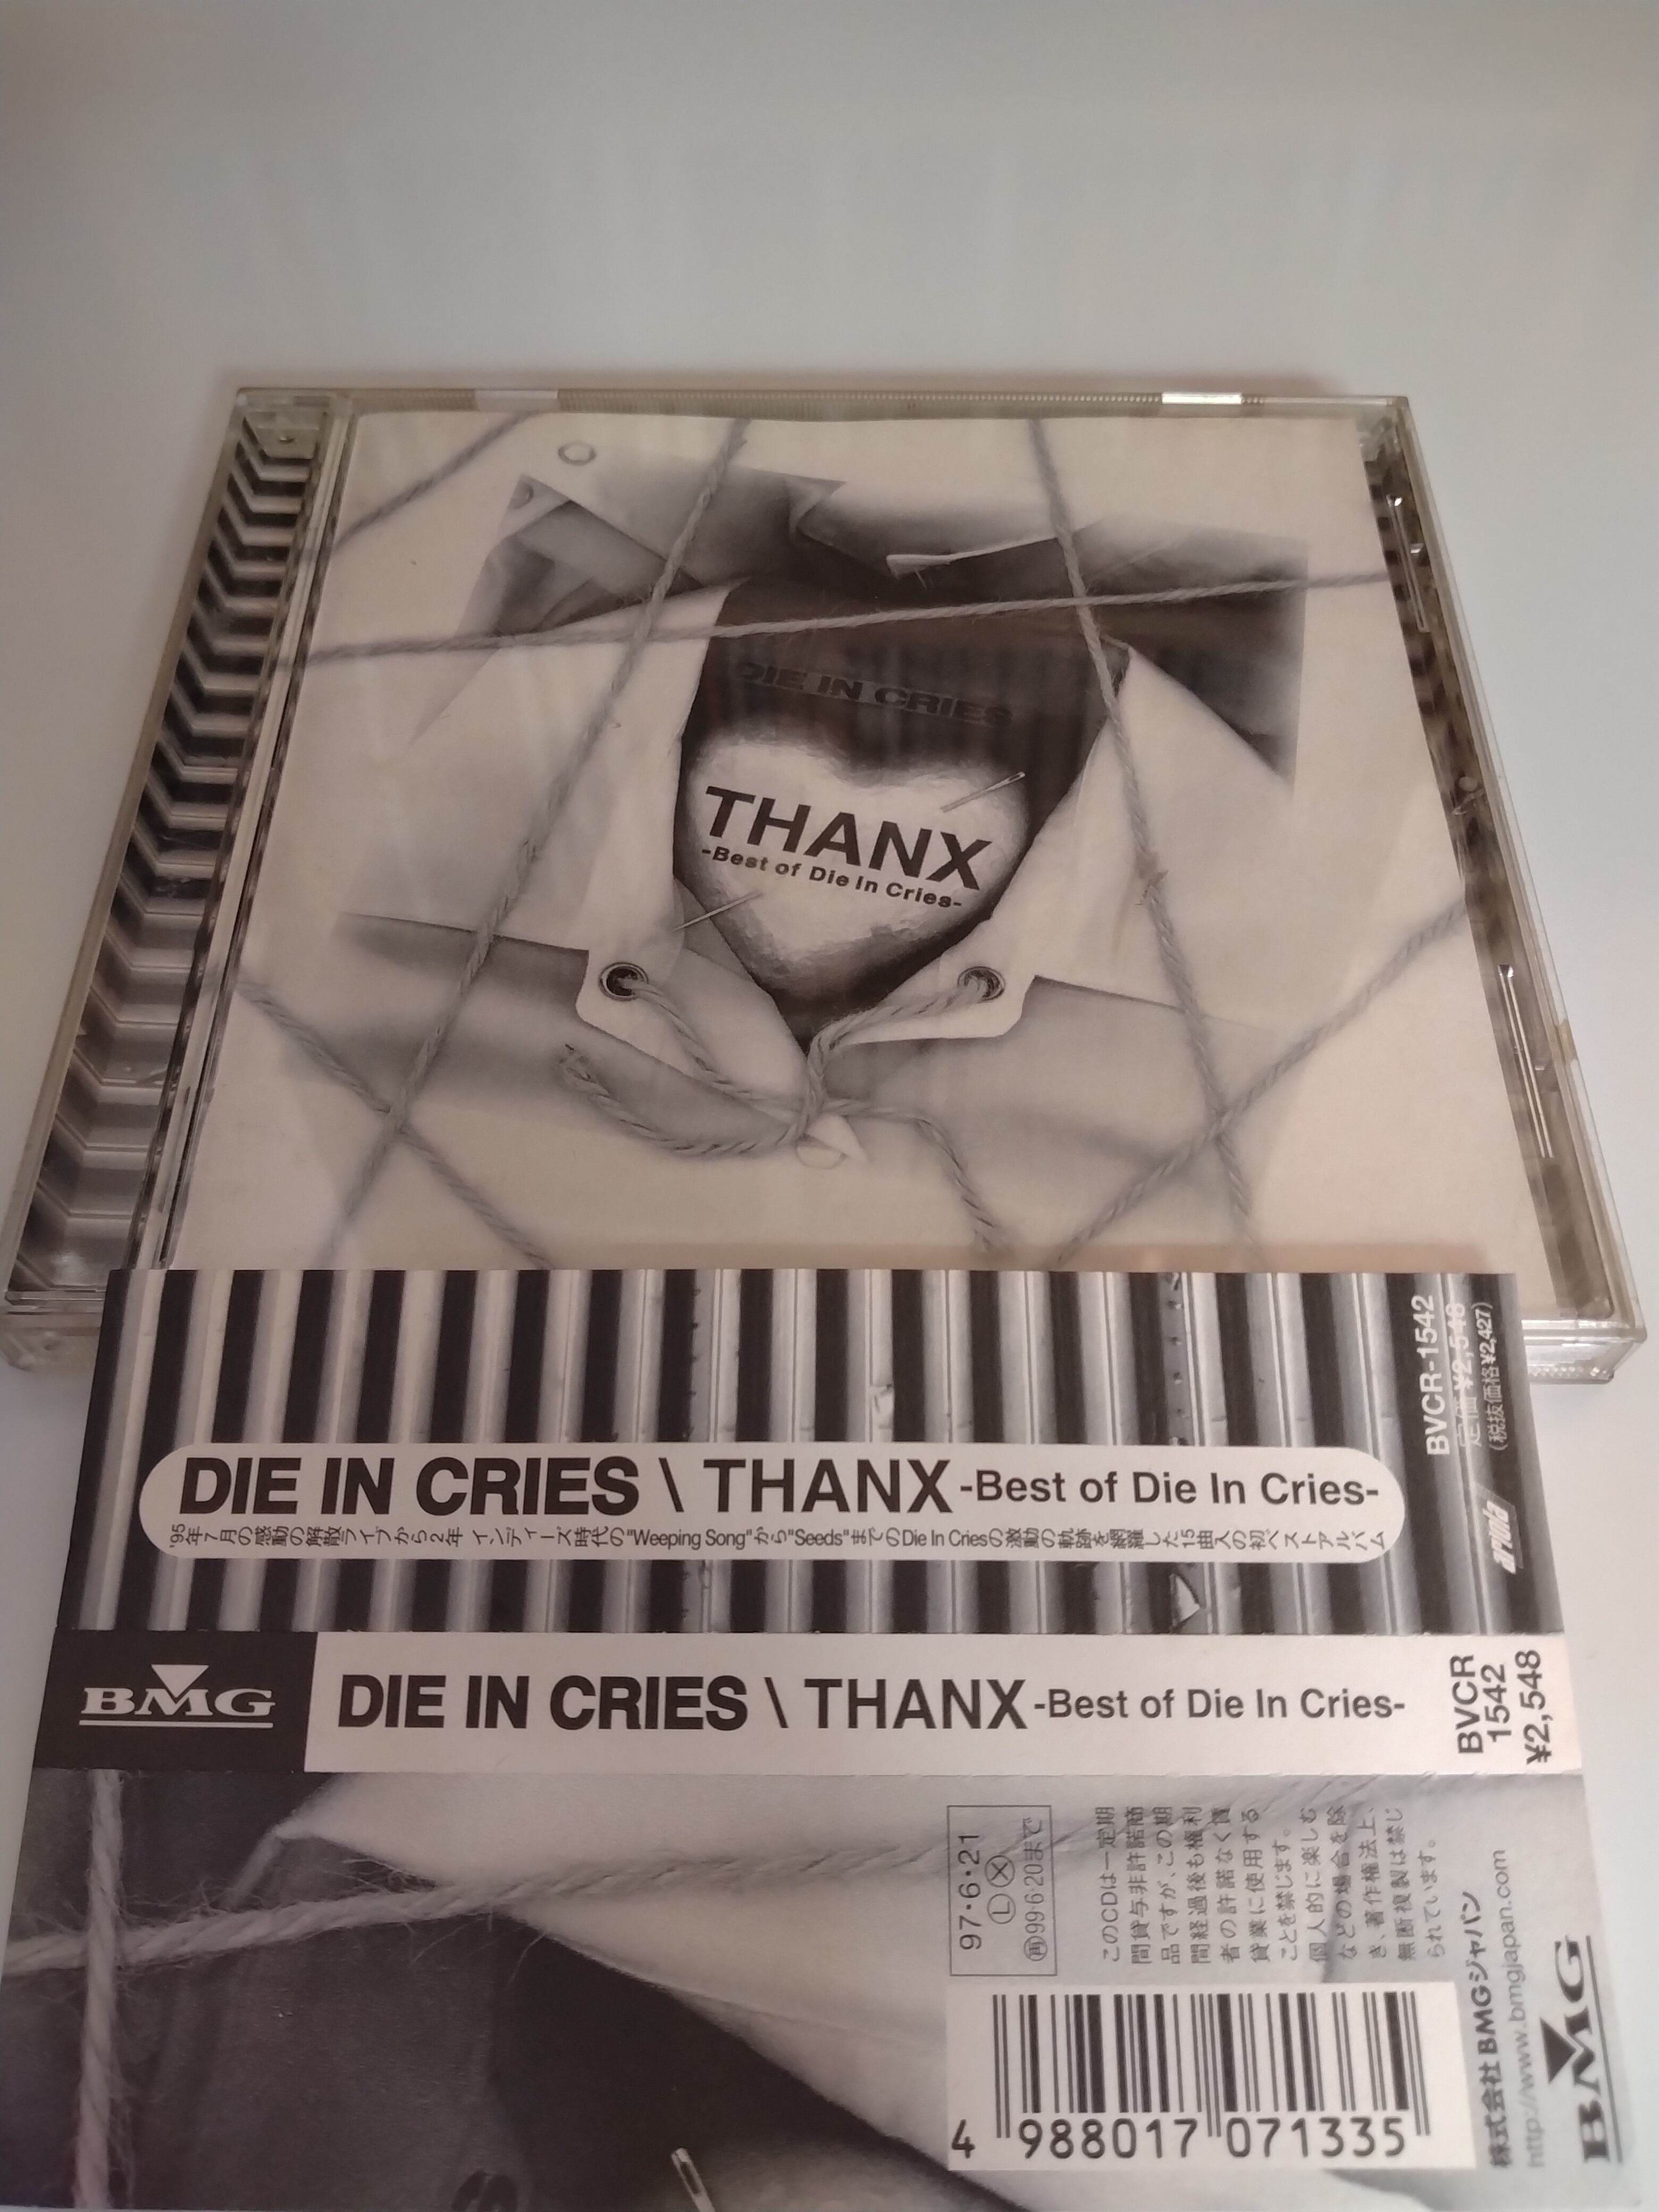 DIE IN CRIES
THANX
-Best of Die In Cries-
DIE IN CRIES \ THANX -Best of Die In Cries-
'95年7月の感動の解散ライブから2年 インディーズ時代の"Weeping Song"から"Seeds"までのDie In Criesの激動の軌跡を網羅した15曲入の初ベストアルバム
BVCR-1542
定価¥2,548
(税抜価格¥2,427)
ariola
BMG
DIE IN CRIES \ THANX -Best of Die In Cries-
BVCR
1542
¥2,548
97・6・21
Ⓛ Ⓧ
㊞99・6・20まで
このCDは一定期
間貸与非許諾商
品ですが、この期
間経過後も権利
者の許諾なく賃
貸業に使用する
ことを禁じます。
個人的に楽しむ
などの場合を除
き、著作権法上、
無断複製は禁じ
られています。
4 988017 071335
株式会社 BMGジャパン
http://www.bmgjapan.com
BMG